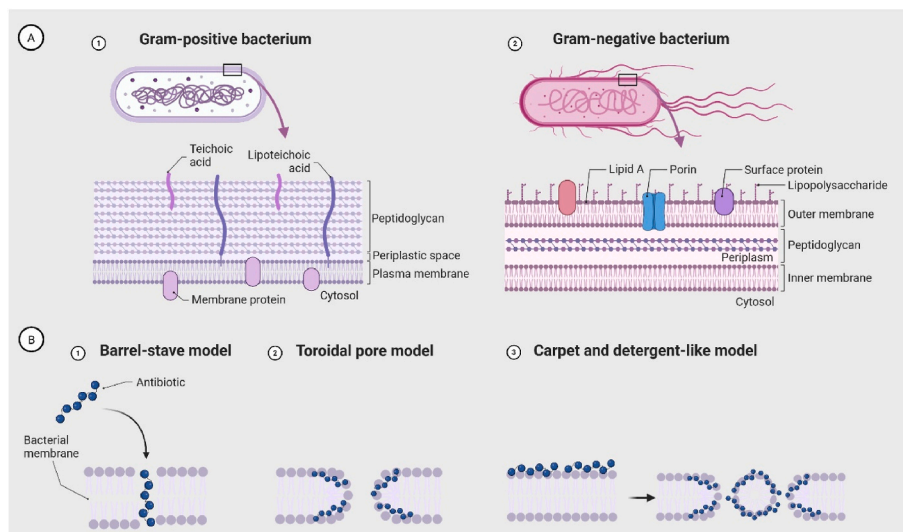 A
1 Gram-positive bacterium
2 Gram-negative bacterium
Teichoic
acid
Lipoteichoic
acid
Peptidoglycan
Periplastic space
Plasma membrane
Membrane protein
Cytosol
Lipid A
Porin
Surface protein
Lipopolysaccharide
Outer membrane
Peptidoglycan
Periplasm
Inner membrane
Cytosol
B
1 Barrel-stave model
2 Toroidal pore model
3 Carpet and detergent-like model
Antibiotic
Bacterial
membrane